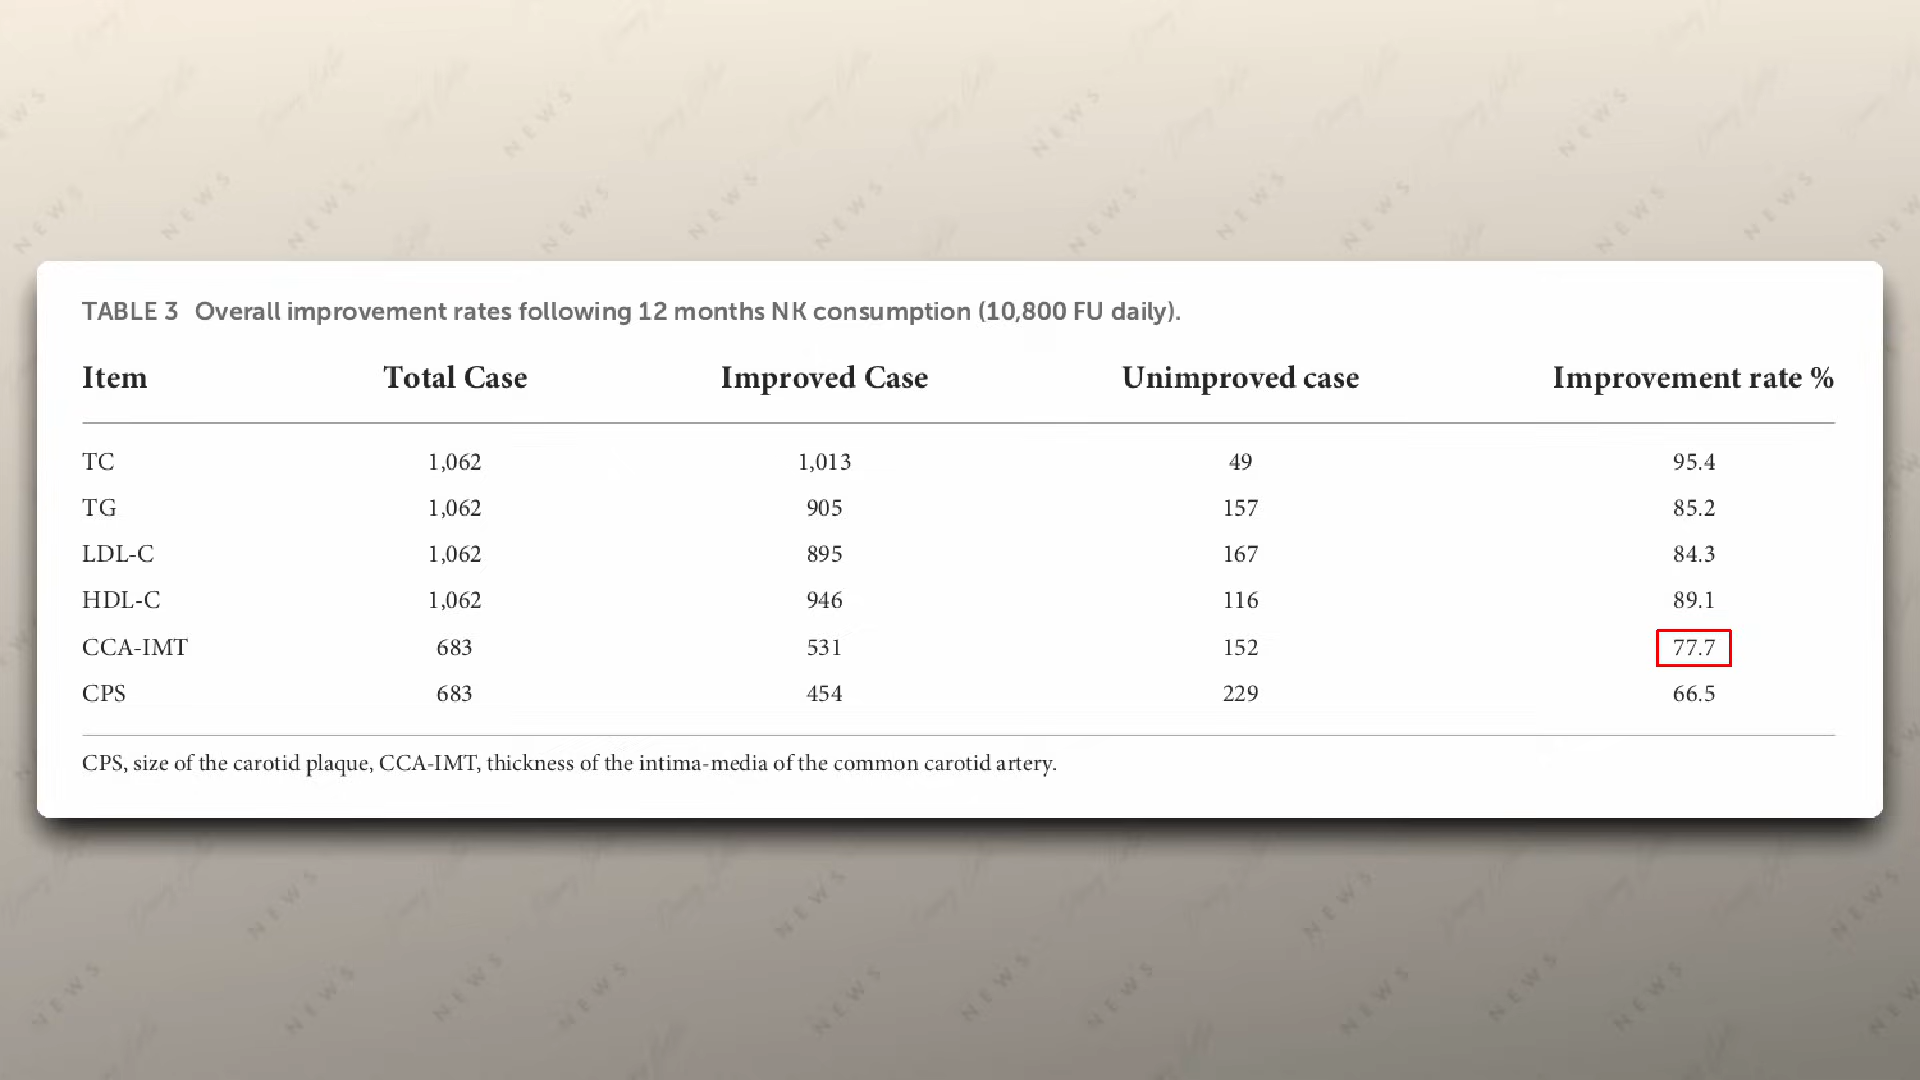 TABLE 3 Overall improvement rates following 12 months NK consumption (10,800 FU daily).
Item Total Case Improved Case Unimproved case Improvement rate %
TC 1,062 1,013 49 95.4
TG 1,062 905 157 85.2
LDL-C 1,062 895 167 84.3
HDL-C 1,062 946 116 89.1
CCA-IMT 683 531 152 77.7
CPS 683 454 229 66.5
CPS, size of the carotid plaque, CCA-IMT, thickness of the intima-media of the common carotid artery.